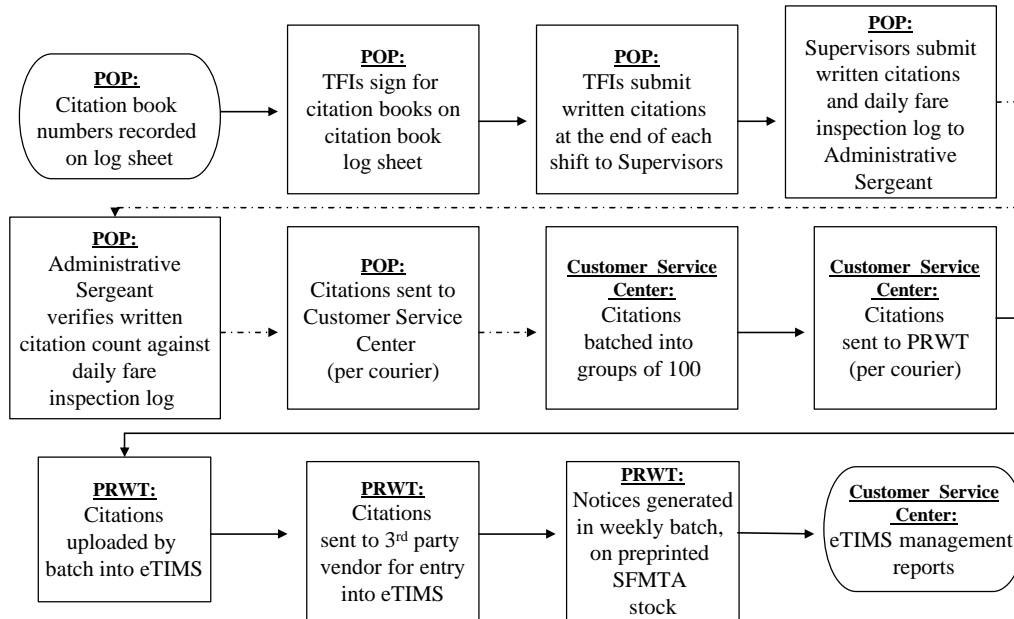 POP:
Citation book
numbers recorded
on log sheet
POP:
TFIs sign for
citation books on
citation book
log sheet
POP:
TFIs submit
written citations
at the end of each
shift to Supervisors
POP:
Supervisors submit
written citations
and daily fare
inspection log to
Administrative
Sergeant
POP:
Administrative
Sergeant
verifies written
citation count against
daily fare
inspection log
POP:
Citations sent to
Customer Service
Center
(per courier)
Customer Service
Center:
Citations
batched into
groups of 100
Customer Service
Center:
Citations
sent to PRWT
(per courier)
PRWT:
Citations
uploaded by
batch into eTIMS
PRWT:
Citations
sent to 3rd party
vendor for entry
into eTIMS
PRWT:
Notices generated
in weekly batch,
on preprinted
SFMTA
stock
Customer Service
Center:
eTIMS management
reports